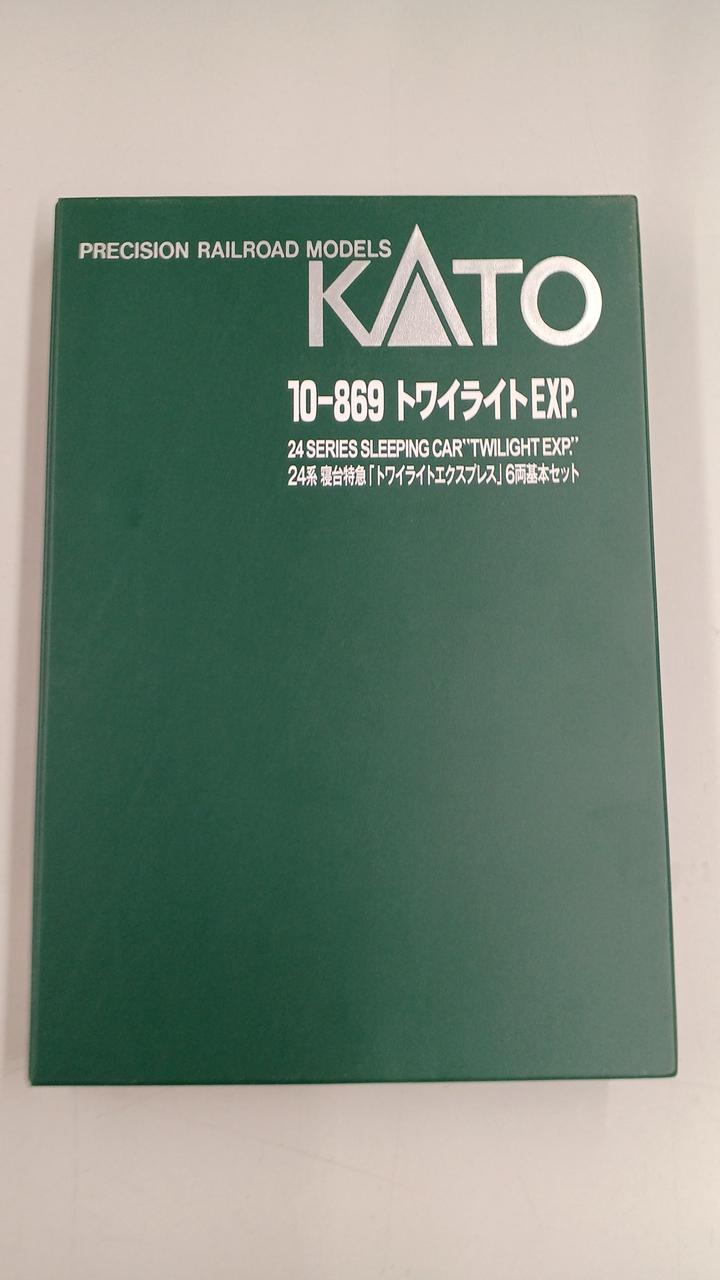 PRECISION RAILROAD MODELS
KATO
10-869 トワイライトEXP.
24 SERIES SLEEPING CAR "TWILIGHT EXP."
24系 寝台特急「トワイライトエクスプレス」6両基本セット